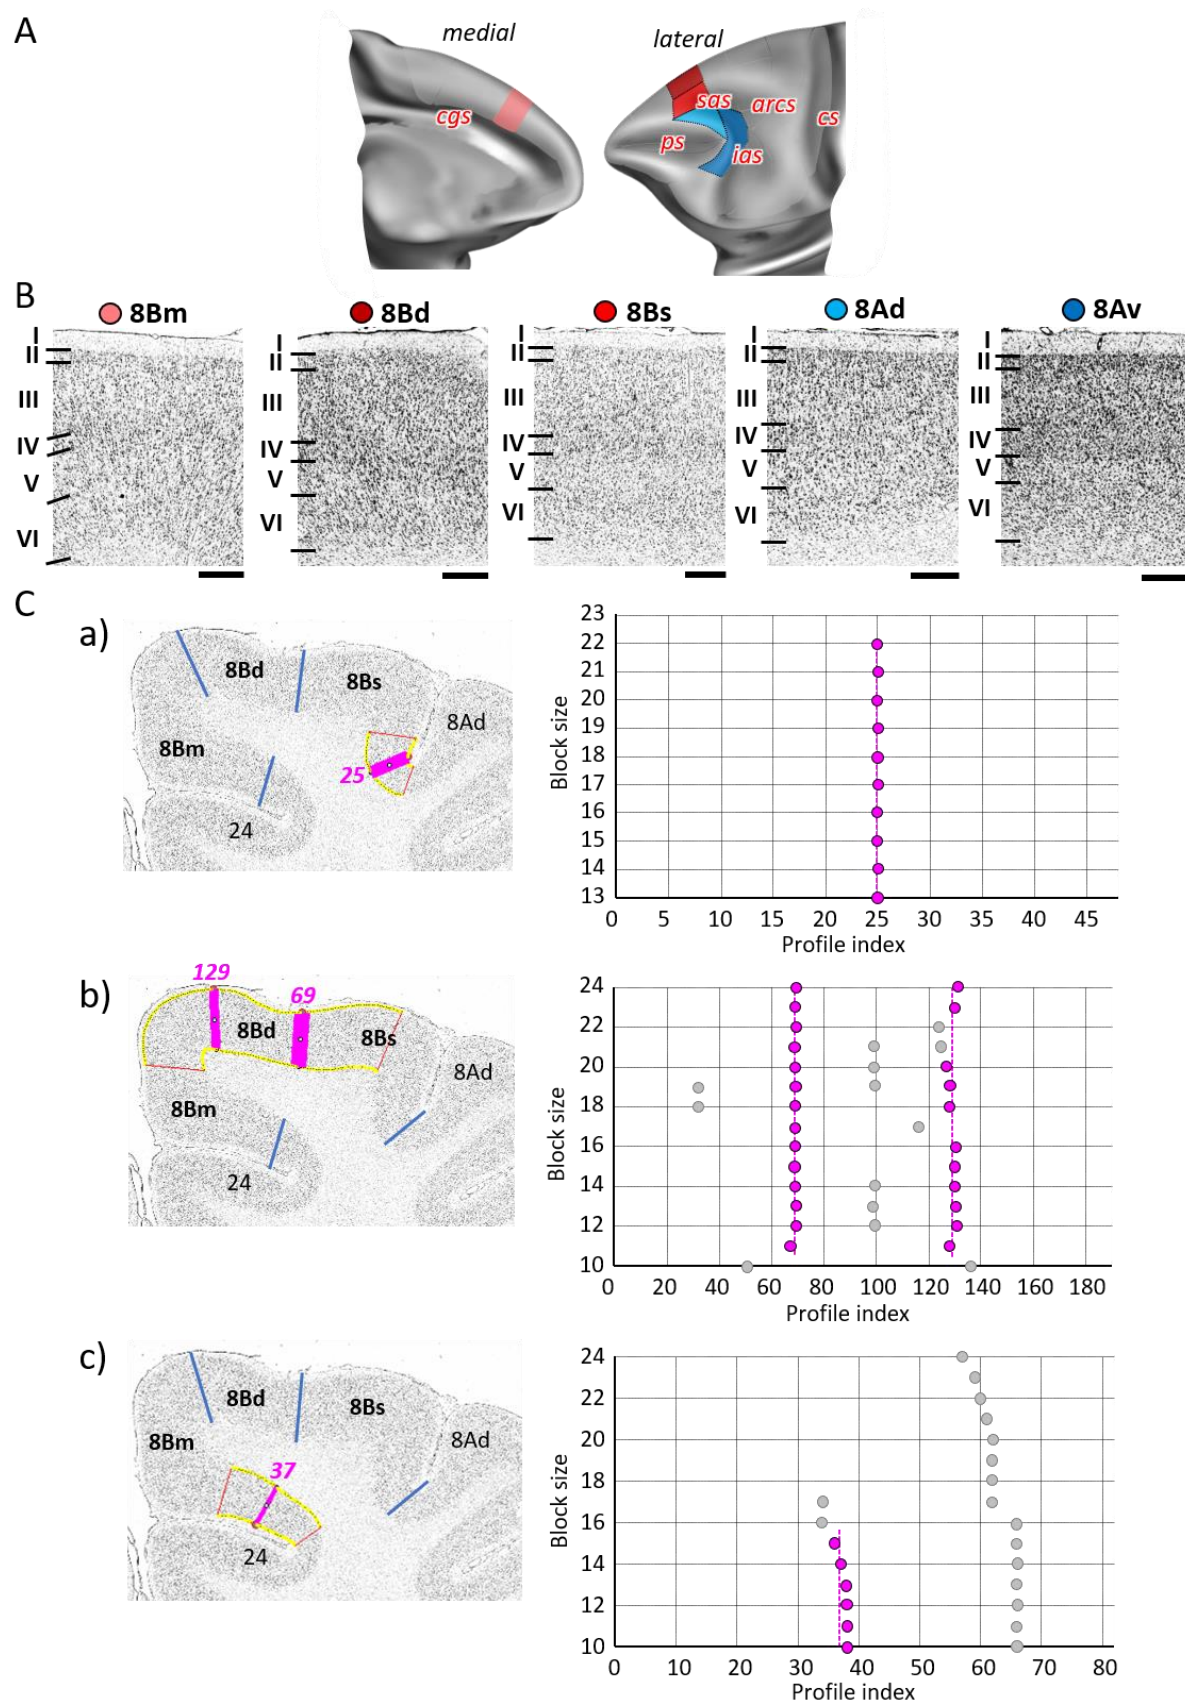 A
medial
lateral
cgs
sas
arcs
cs
ps
ias
B
8Bm
8Bd
8Bs
8Ad
8Av
I
II
III
IV
V
VI
I
II
III
IV
V
VI
I
II
III
IV
V
VI
I
II
III
IV
V
VI
I
II
III
IV
V
VI
C
a)
8Bd
8Bs
8Ad
8Bm
25
24
23
22
21
20
19
18
17
16
15
14
13
Block size
0 5 10 15 20 25 30 35 40 45
Profile index
b)
129
69
8Bd
8Bs
8Ad
8Bm
24
24
22
20
18
16
14
12
10
Block size
0 20 40 60 80 100 120 140 160 180
Profile index
c)
8Bd
8Bs
8Bm
8Ad
37
24
24
22
20
18
16
14
12
10
Block size
0 10 20 30 40 50 60 70 80
Profile index